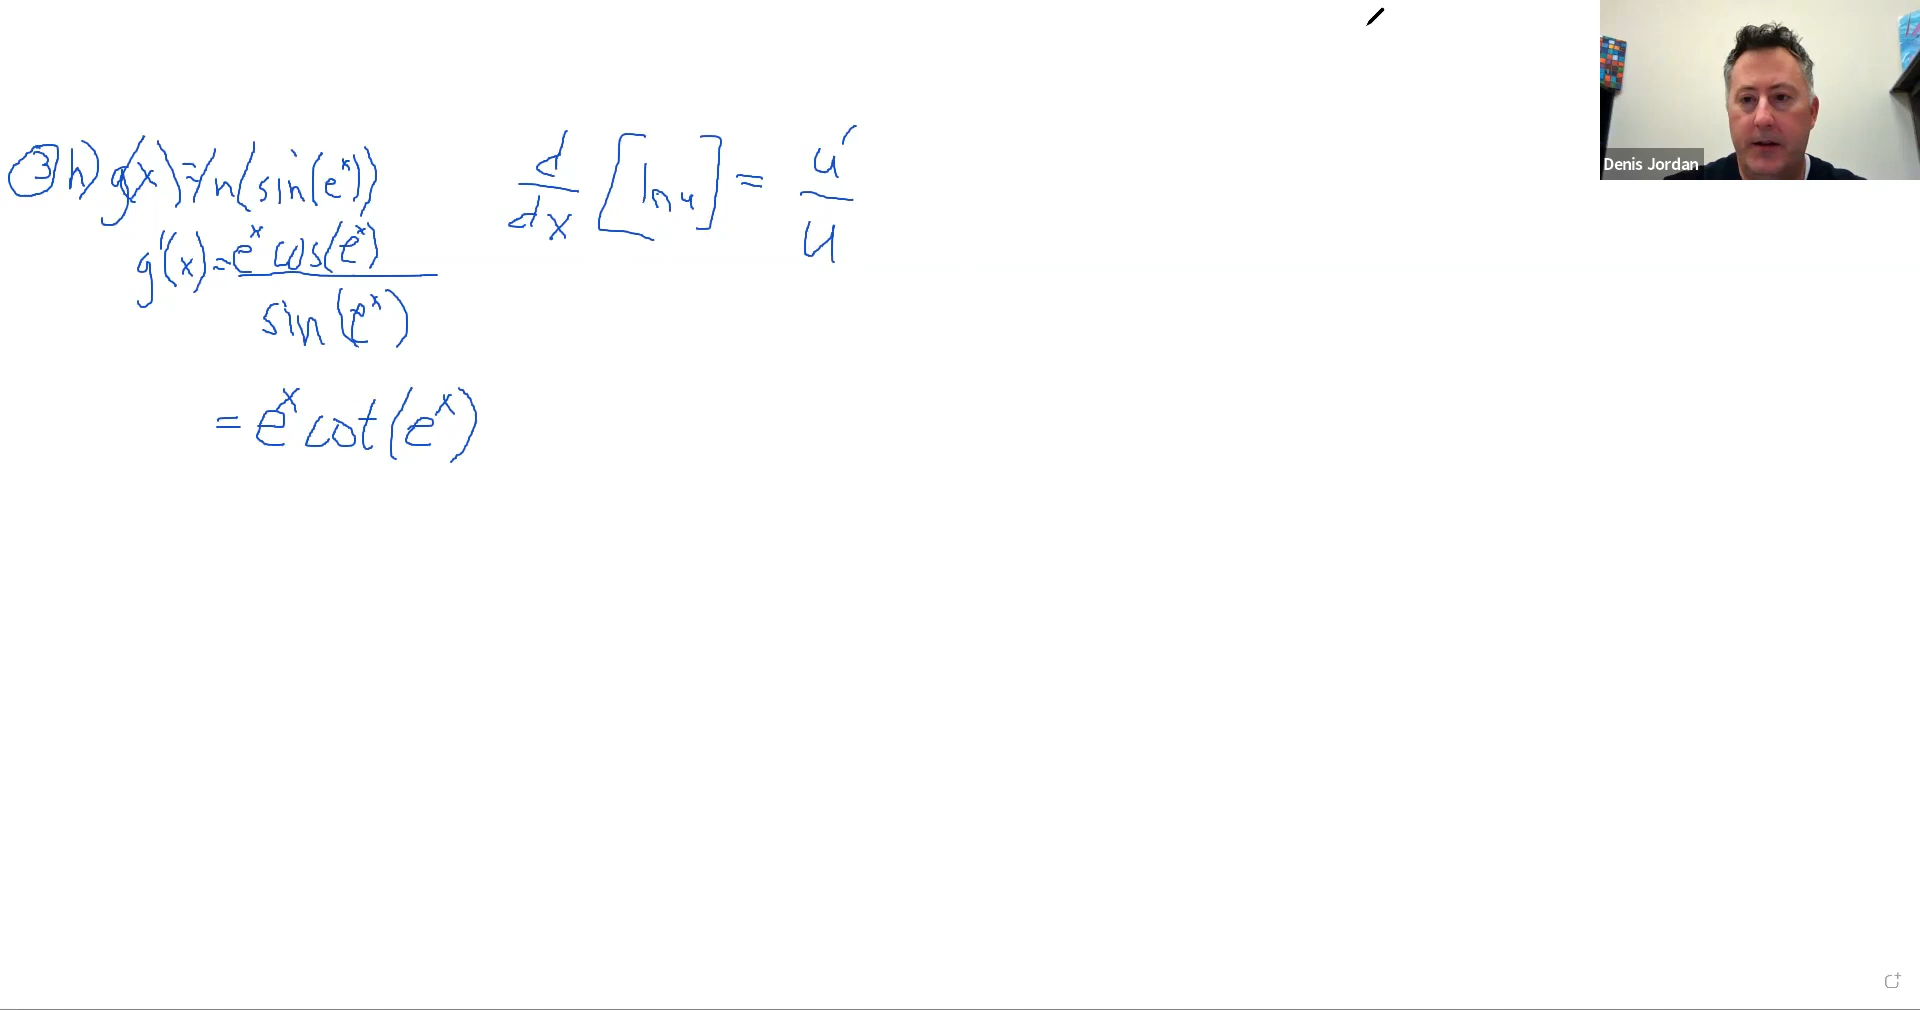 ③ h) g(x) = ln(sin(eˣ))
g'(x) = eˣ cos(eˣ) / sin(eˣ)
= eˣ cot(eˣ)
d/dx [ln u] = u'/u
Denis Jordan